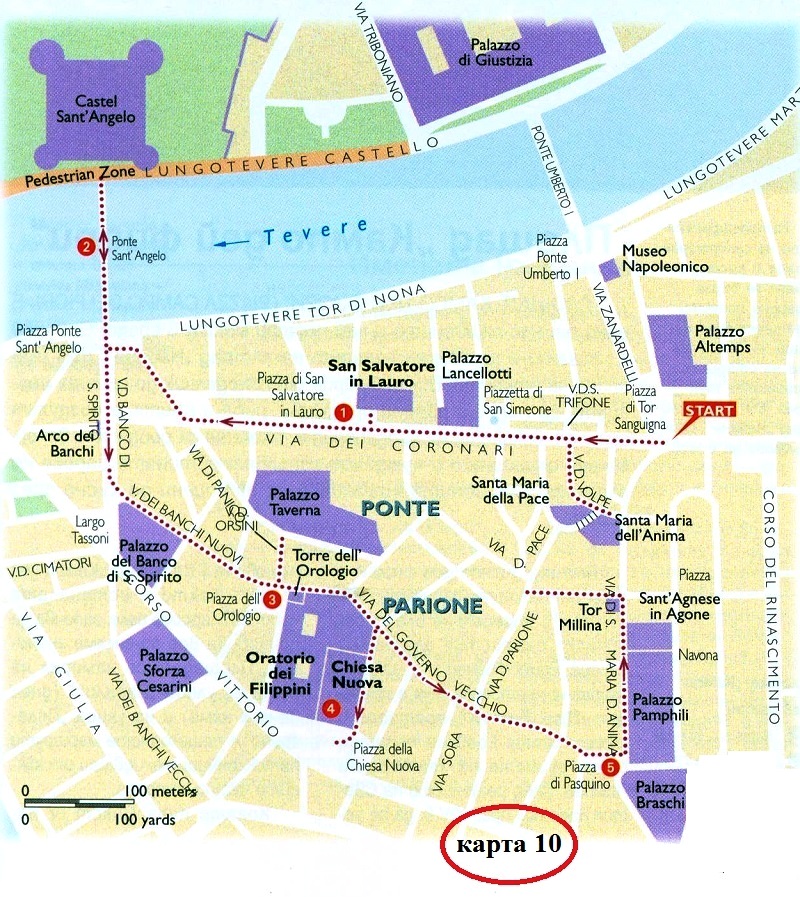 VIA TRIBONIANO
Palazzo
di Giustizia
Castel
Sant'Angelo
Pedestrian Zone
LUNGOTEVERE CASTELLO
PONTE UMBERTO I
LUNGOTEVERE MARZ
2
Ponte
Sant' Angelo
Tevere
Piazza
Ponte
Umberto I
Museo
Napoleonico
LUNGOTEVERE TOR DI NONA
VIA ZANARDELLI
Piazza Ponte
Sant' Angelo
Palazzo
Altemps
San Salvatore
in Lauro
Palazzo
Lancellotti
Piazza di San
Salvatore
in Lauro
1
Piazzetta di
San Simeone
V.D.S.
TRIFONE
Piazza
di Tor
Sanguigna
START
S. SPIRITO
V.D. BANCO DI
Arco dei
Banchi
VIA DEI CORONARI
VIA DI PANICO
V.D.
ORSINI
V. D. VOLPE
Santa Maria
della Pace
Santa Maria
dell'Anima
Palazzo
Taverna
PONTE
V. DEI BANCHI NUOVI
Largo
Tassoni
Palazzo
del Banco
di S. Spirito
VIA D. PACE
Torre dell'
Orologio
V.D. CIMATORI
CORSO
VITTORIO
Piazza dell'
Orologio
3
PARIONE
VIA DEL GOVERNO VECCHIO
VIA D. PARIONE
Tor
Millina
VIA DI S. MARIA D. ANIMA
Piazza
Navona
Sant'Agnese
in Agone
CORSO DEL RINASCIMENTO
VIA GIULIA
Palazzo
Sforza
Cesarini
Oratorio
dei
Filippini
Chiesa
Nuova
4
Palazzo
Pamphili
VIA DEI BANCHI VECCHI
Piazza della
Chiesa Nuova
VIA SORA
Piazza
di Pasquino
5
Palazzo
Braschi
0 100 meters
0 100 yards
карта 10